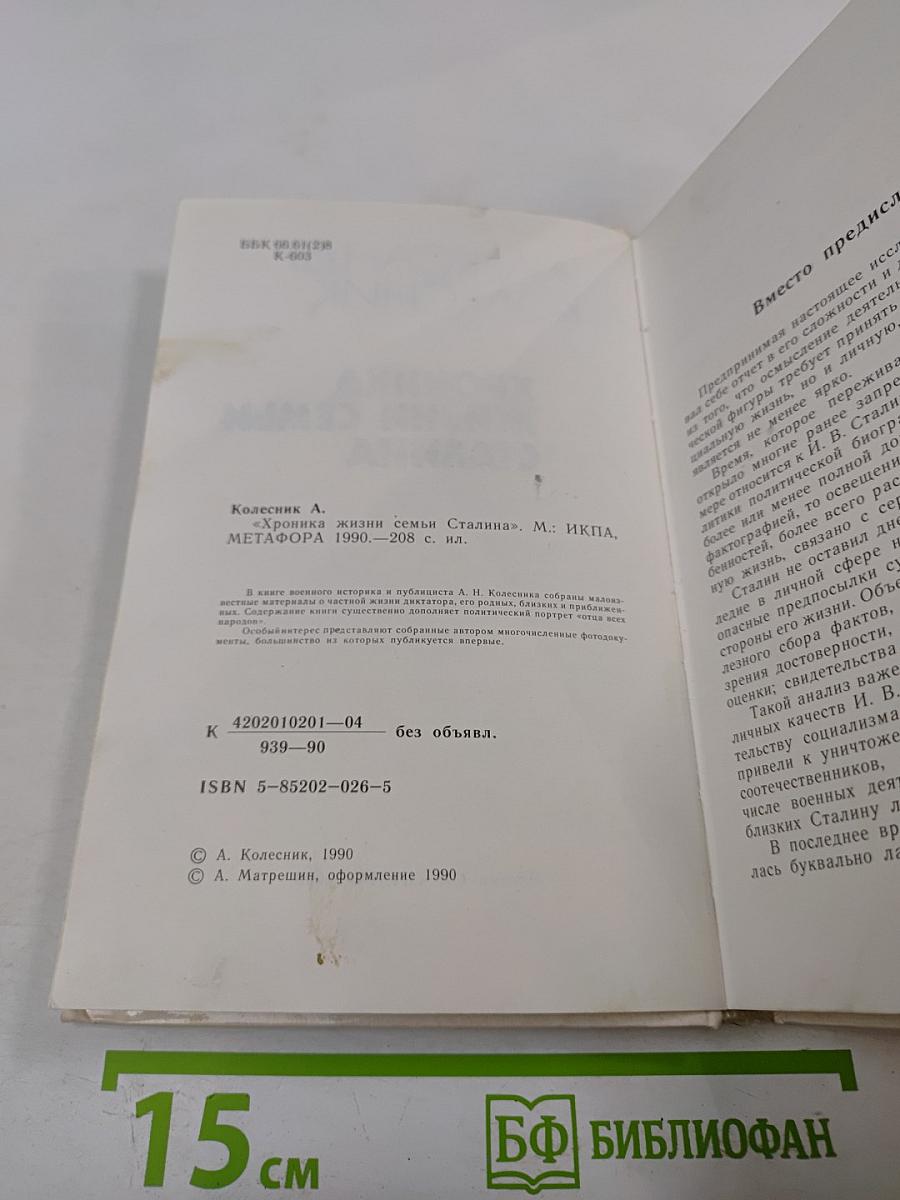 ББК 66.61(2)8
К-603
Колесник А.
«Хроника жизни семьи Сталина». М.: ИКПА,
МЕТАФОРА 1990.—208 с. ил.
В книге военного историка и публициста А. Н. Колесника собраны малоиз-
вестные материалы о частной жизни диктатора, его родных, близких и приближен-
ных. Содержание книги существенно дополняет политический портрет «отца всех
народов».
Особый интерес представляют собранные автором многочисленные фотодоку-
менты, большинство из которых публикуется впервые.
К 4202010201—04 без объявл.
939—90
ISBN 5-85202-026-5
© А. Колесник, 1990
© А. Матрешин, оформление 1990
Вместо предисл
Предпринимая настоящее иссл
вал себе отчет в его сложности и д
из того, что осмысление деятель
ческой фигуры требует принять
циальную жизнь, но и личную,
является не менее ярко.
Время, которое пережива
открыло многие ранее запре
мере относится к И. В. Стали
литики политической биогра
более или менее полной до
фактографией, то освещени
бенностей, более всего рас
ную жизнь, связано с сер
Сталин не оставил дне
ледие в личной сфере н
опасные предпосылки су
стороны его жизни. Объе
лезного сбора фактов,
зрения достоверности,
оценки; свидетельства
Такой анализ важе
личных качеств И. В.
тельству социализма
привели к уничтоже
соотечественников,
числе военных деят
близких Сталину л
В последнее вр
лась буквально ла
15 см
БФ БИБЛИОФАН